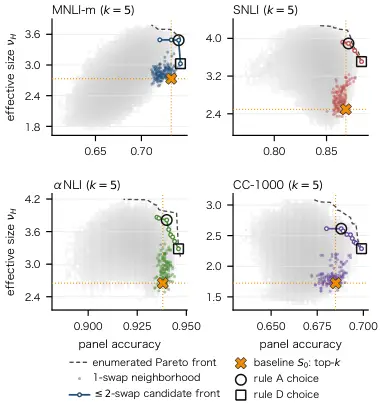 MNLI-m (k = 5)
SNLI (k = 5)
effective size νH
3.6
3.0
2.4
1.8
0.65
0.70
4.0
3.2
2.4
0.80
0.85
αNLI (k = 5)
CC-1000 (k = 5)
effective size νH
4.2
3.6
3.0
2.4
0.900
0.925
0.950
panel accuracy
3.0
2.5
2.0
1.5
0.650
0.675
0.700
panel accuracy
enumerated Pareto front
1-swap neighborhood
≤2-swap candidate front
baseline S0: top-k
rule A choice
rule D choice